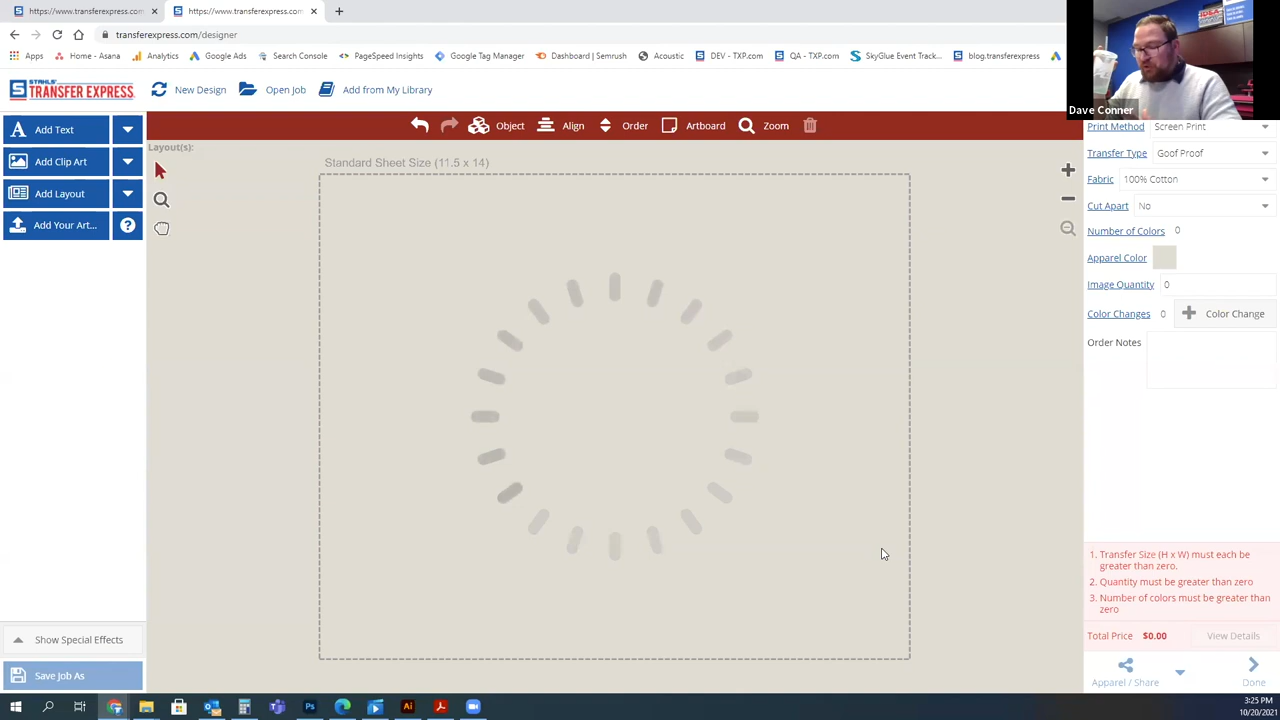 https://www.transferexpress.com/
https://www.transferexpress.com/
transferexpress.com/designer
Apps
Home - Asana
Analytics
Google Ads
Search Console
PageSpeed Insights
Google Tag Manager
Dashboard | Semrush
Acoustic
DEV - TXP.com
QA - TXP.com
SkyGlue Event Track...
blog.transferexpress
STAHLS'
TRANSFER EXPRESS
New Design
Open Job
Add from My Library
Dave Conner
Add Text
Add Clip Art
Add Layout
Add Your Art...
Object
Align
Order
Artboard
Zoom
Layout(s):
Standard Sheet Size (11.5 x 14)
Print Method Screen Print
Transfer Type Goof Proof
Fabric 100% Cotton
Cut Apart No
Number of Colors 0
Apparel Color
Image Quantity 0
Color Changes 0 Color Change
Order Notes
1. Transfer Size (H x W) must each be
greater than zero.
2. Quantity must be greater than zero
3. Number of colors must be greater than
zero
Total Price $0.00 View Details
Show Special Effects
Save Job As
Apparel / Share
Done
3:25 PM
10/20/2021